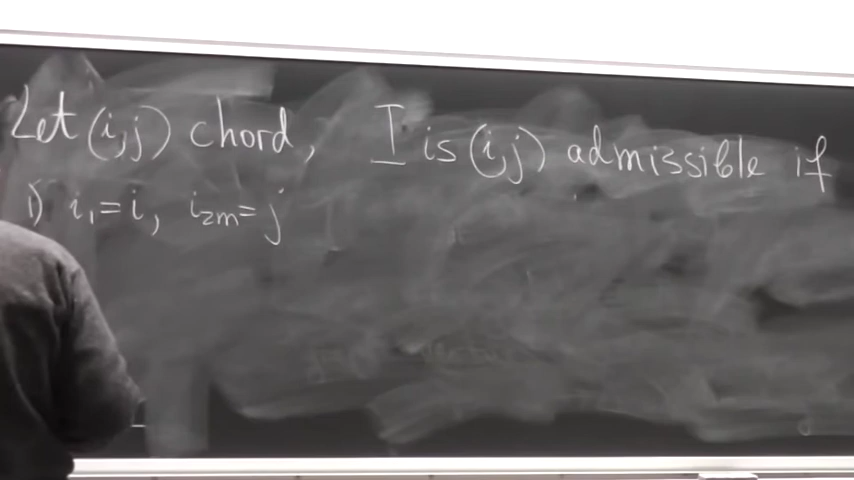 Let (i,j) chord, I is (i,j) admissible if
1) i₁=i, i₂ₘ=j